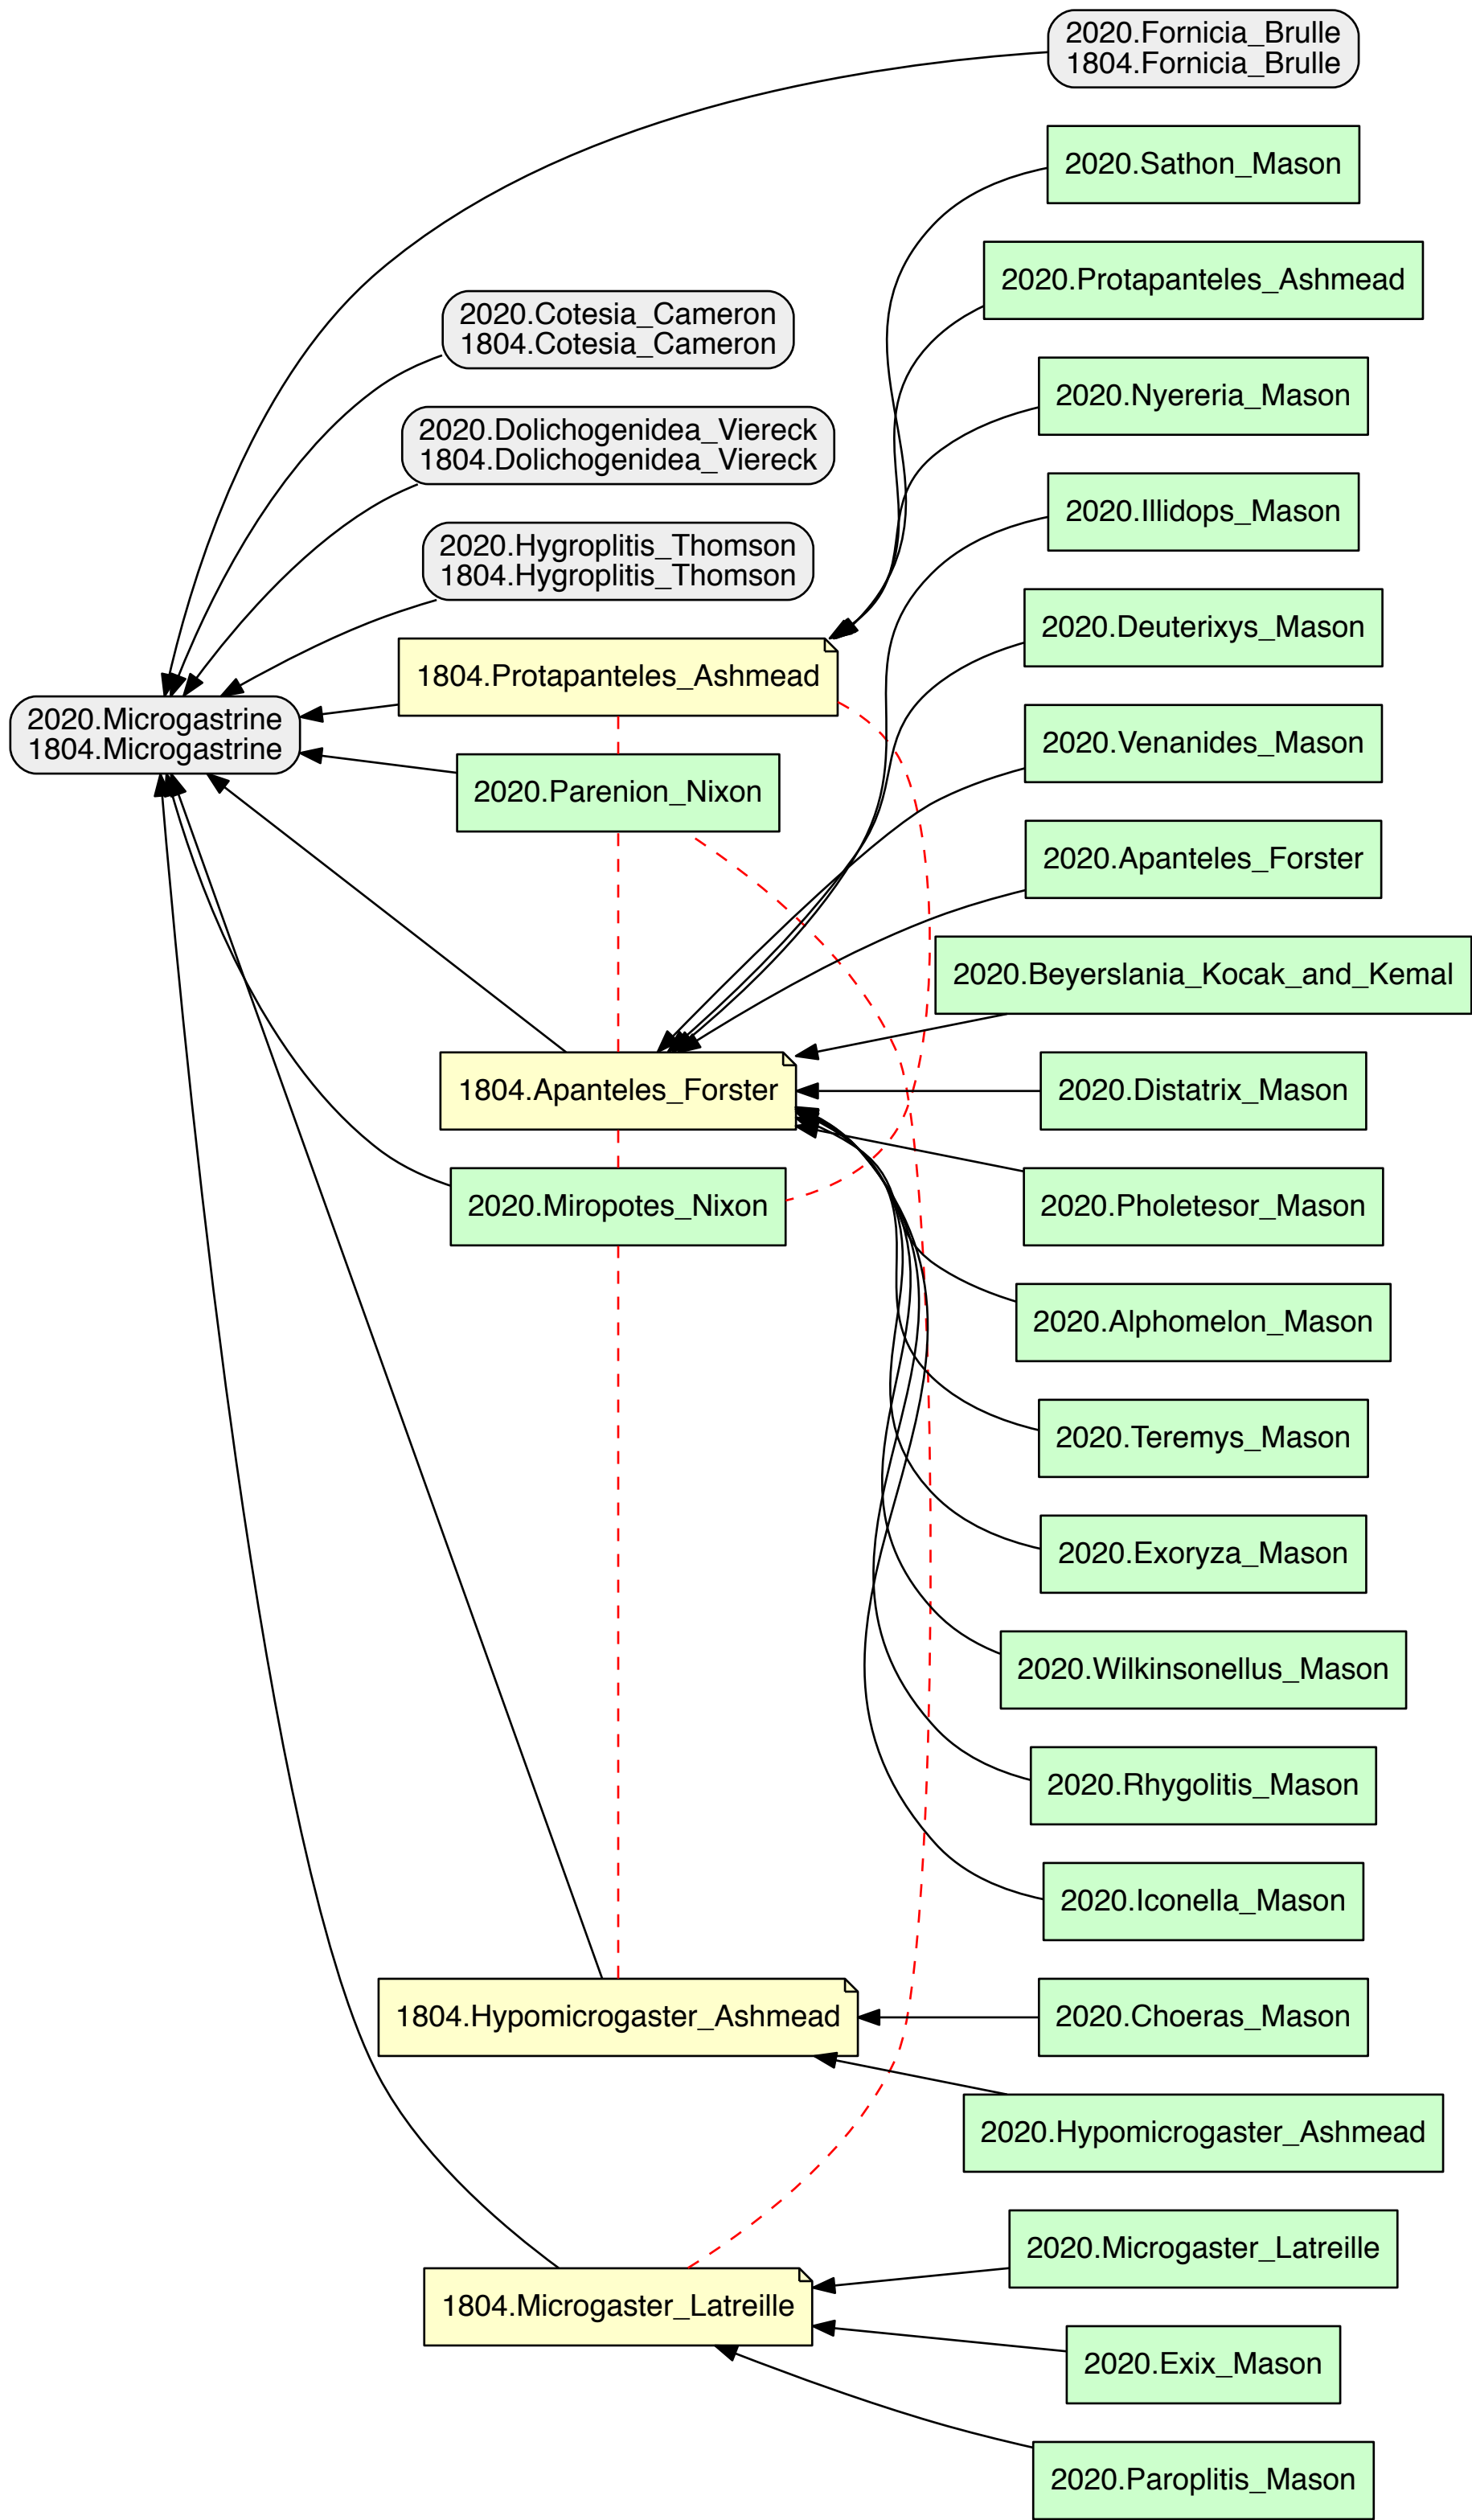 2020.Fornicia_Brulle
1804.Fornicia_Brulle
2020.Sathon_Mason
2020.Protapanteles_Ashmead
2020.Cotesia_Cameron
1804.Cotesia_Cameron
2020.Nyereria_Mason
2020.Dolichogenidea_Viereck
1804.Dolichogenidea_Viereck
2020.Illidops_Mason
2020.Hygroplitis_Thomson
1804.Hygroplitis_Thomson
2020.Deuterixys_Mason
1804.Protapanteles_Ashmead
2020.Microgastrine
1804.Microgastrine
2020.Venanides_Mason
2020.Parenion_Nixon
2020.Apanteles_Forster
2020.Beyerslania_Kocak_and_Kemal
1804.Apanteles_Forster
2020.Distatrix_Mason
2020.Miropotes_Nixon
2020.Pholetesor_Mason
2020.Alphomelon_Mason
2020.Teremys_Mason
2020.Exoryza_Mason
2020.Wilkinsonellus_Mason
2020.Rhygolitis_Mason
2020.Iconella_Mason
1804.Hypomicrogaster_Ashmead
2020.Choeras_Mason
2020.Hypomicrogaster_Ashmead
2020.Microgaster_Latreille
1804.Microgaster_Latreille
2020.Exix_Mason
2020.Paroplitis_Mason